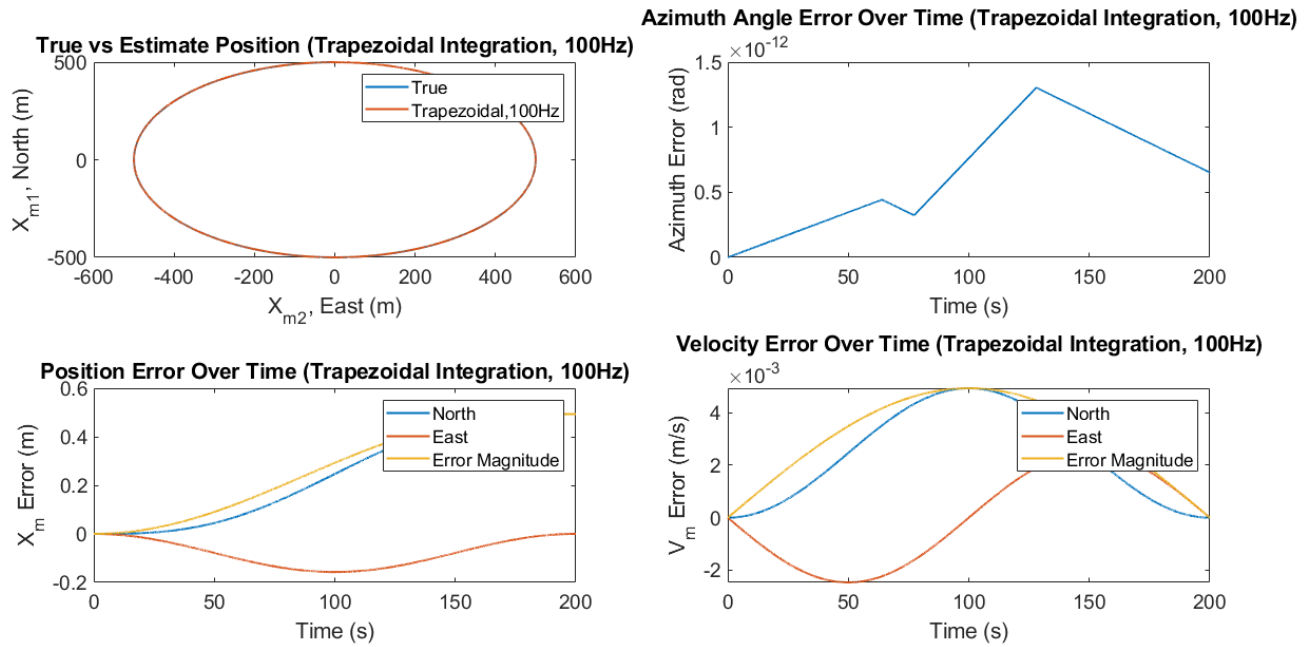 True vs Estimate Position (Trapezoidal Integration, 100Hz)
500
0
-500
X_m1, North (m)
True
Trapezoidal,100Hz
-600 -400 -200 0 200 400 600
X_m2, East (m)
Azimuth Angle Error Over Time (Trapezoidal Integration, 100Hz)
×10^-12
1.5
1
0.5
0
Azimuth Error (rad)
0 50 100 150 200
Time (s)
Position Error Over Time (Trapezoidal Integration, 100Hz)
0.6
0.4
0.2
0
-0.2
X_m Error (m)
North
East
Error Magnitude
0 50 100 150 200
Time (s)
Velocity Error Over Time (Trapezoidal Integration, 100Hz)
×10^-3
4
2
0
-2
V_m Error (m/s)
North
East
Error Magnitude
0 50 100 150 200
Time (s)